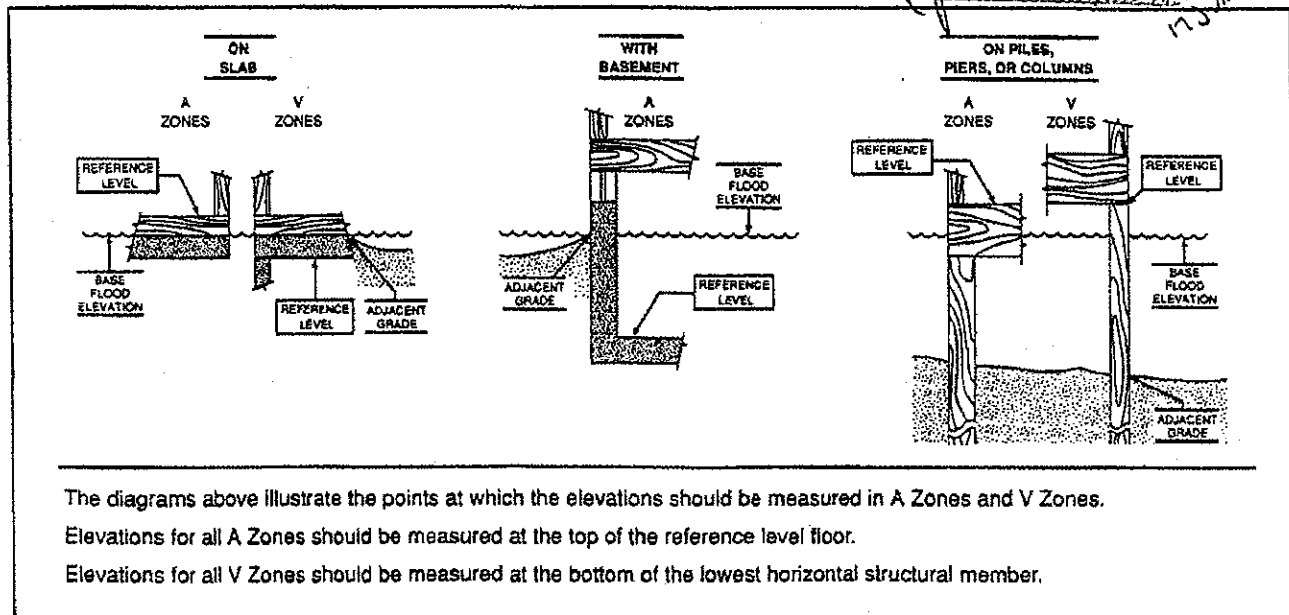 ON
SLAB
A
ZONES
V
ZONES
REFERENCE
LEVEL
BASE
FLOOD
ELEVATION
REFERENCE
LEVEL
ADJACENT
GRADE
WITH
BASEMENT
A
ZONES
BASE
FLOOD
ELEVATION
ADJACENT
GRADE
REFERENCE
LEVEL
ON PILES,
PIERS, OR COLUMNS
A
ZONES
V
ZONES
REFERENCE
LEVEL
REFERENCE
LEVEL
BASE
FLOOD
ELEVATION
ADJACENT
GRADE
The diagrams above illustrate the points at which the elevations should be measured in A Zones and V Zones.
Elevations for all A Zones should be measured at the top of the reference level floor.
Elevations for all V Zones should be measured at the bottom of the lowest horizontal structural member.